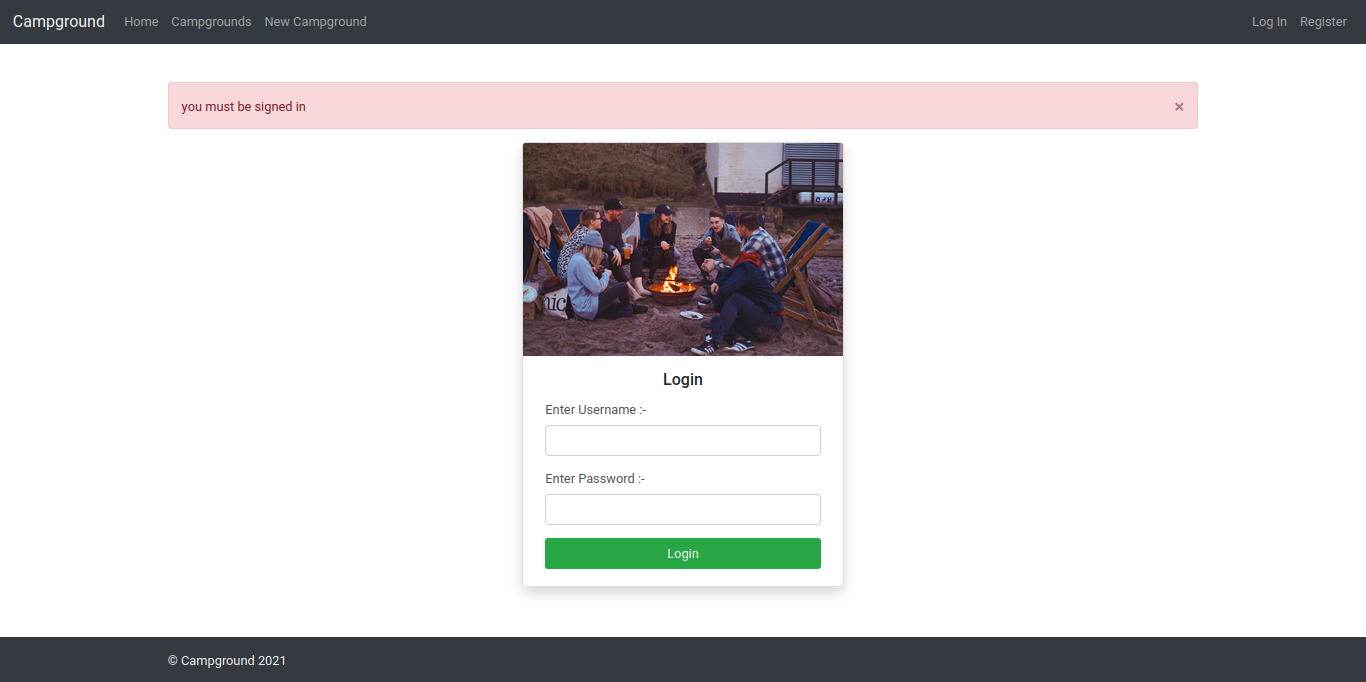 Campground Home Campgrounds New Campground Log In Register
you must be signed in ×
nic
Login
Enter Username :-
Enter Password :-
Login
© Campground 2021